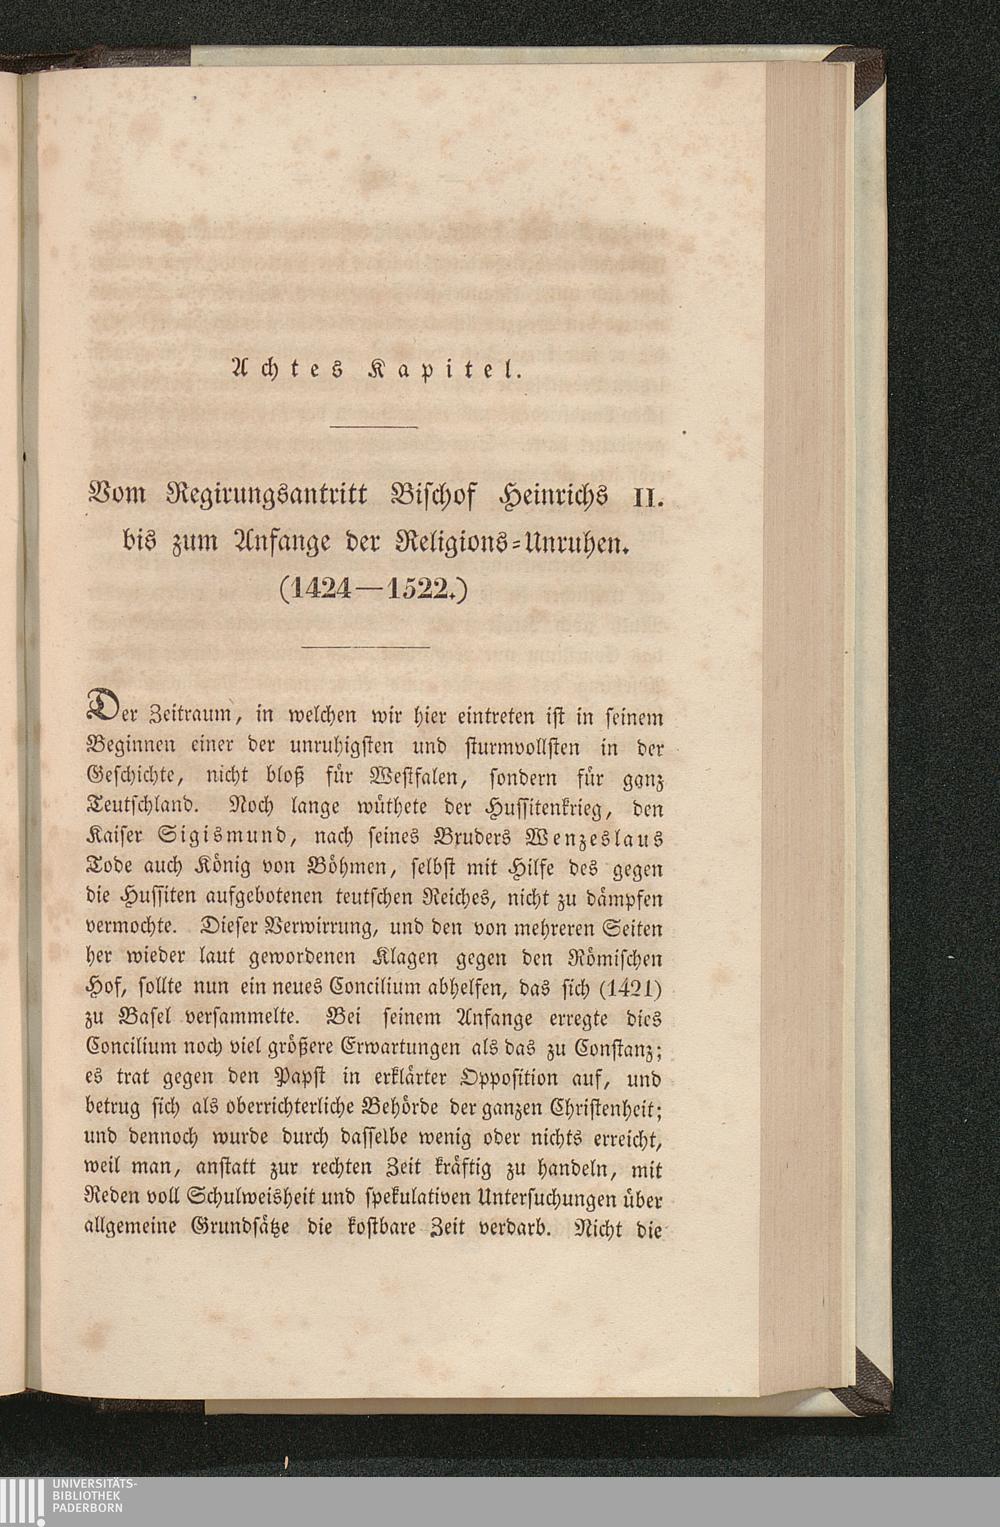 Achtes Kapitel.
Vom Regirungsantritt Bischof Heinrichs II.
bis zum Anfange der Religions-Unruhen.
(1424—1522.)
Der Zeitraum, in welchen wir hier eintreten ist in seinem
Beginnen einer der unruhigsten und sturmvollsten in der
Geschichte, nicht bloß für Westfalen, sondern für ganz
Teutschland. Noch lange wüthete der Hussitenkrieg, den
Kaiser Sigismund, nach seines Bruders Wenzeslaus
Tode auch König von Böhmen, selbst mit Hilfe des gegen
die Hussiten aufgebotenen teutschen Reiches, nicht zu dämpfen
vermochte. Dieser Verwirrung, und den von mehreren Seiten
her wieder laut gewordenen Klagen gegen den Römischen
Hof, sollte nun ein neues Concilium abhelfen, das sich (1421)
zu Basel versammelte. Bei seinem Anfange erregte dies
Concilium noch viel größere Erwartungen als das zu Constanz;
es trat gegen den Papst in erklärter Opposition auf, und
betrug sich als oberrichterliche Behörde der ganzen Christenheit;
und dennoch wurde durch dasselbe wenig oder nichts erreicht,
weil man, anstatt zur rechten Zeit kräftig zu handeln, mit
Reden voll Schulweisheit und spekulativen Untersuchungen über
allgemeine Grundsätze die kostbare Zeit verdarb. Nicht die
UNIVERSITÄTS-
BIBLIOTHEK
PADERBORN